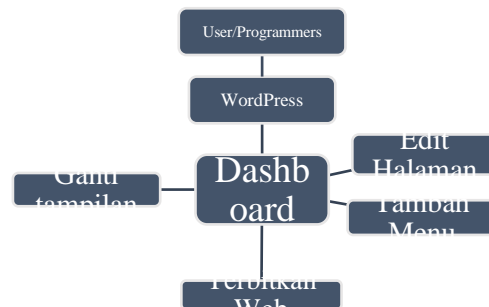 User/Programmers
WordPress
Edit
Halaman
Dashb
oard
Ganti
tampilan
Tambah
Menu
Terbitkan
Web